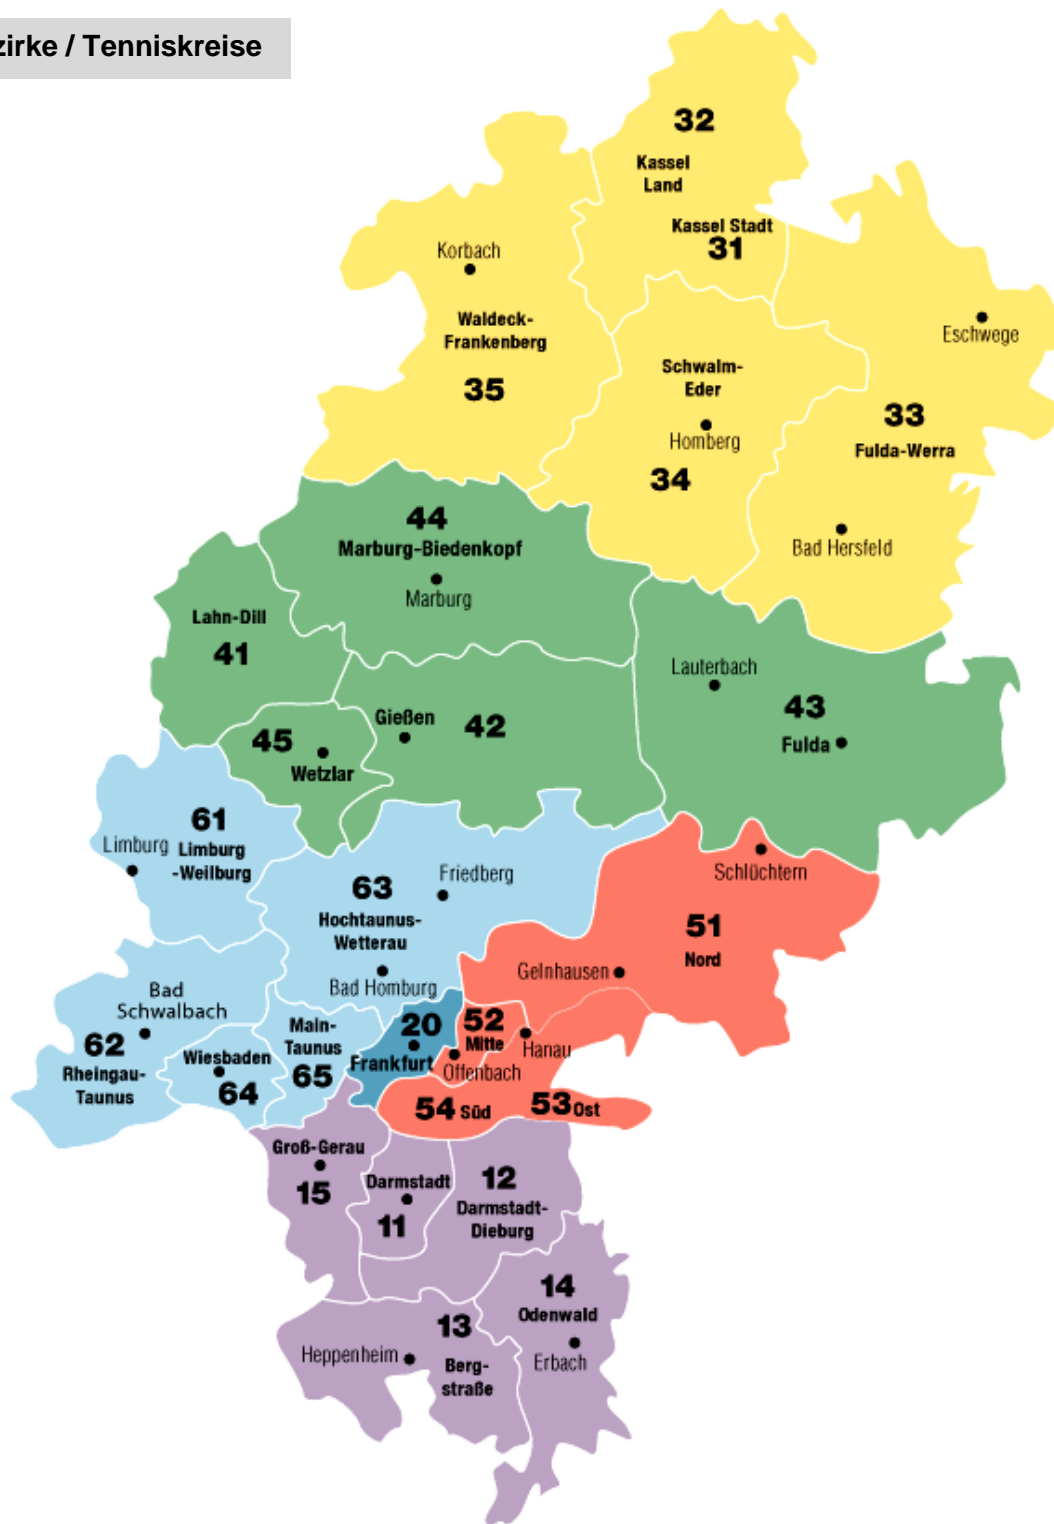 zirke / Tenniskreise
32
Kassel
Land
Kassel Stadt
31
Korbach
Waldeck-
Frankenberg
35
Eschwege
Schwalm-
Eder
Homberg
34
33
Fulda-Werra
Bad Hersfeld
44
Marburg-Biedenkopf
Marburg
Lahn-Dill
41
Lauterbach
43
Fulda
Gießen
42
45
Wetzlar
61
Limburg
Limburg
-Weilburg
63
Friedberg
Hochtaunus-
Wetterau
Bad Homburg
Schlüchtern
51
Nord
Gelnhausen
Bad
Schwalbach
62
Rheingau-
Taunus
Wiesbaden
64
Main-
Taunus
65
20
Frankfurt
52
Mitte
Offenbach
Hanau
54 Süd
53 Ost
Groß-Gerau
15
Darmstadt
11
12
Darmstadt-
Dieburg
14
Odenwald
Erbach
13
Heppenheim
Berg-
straße